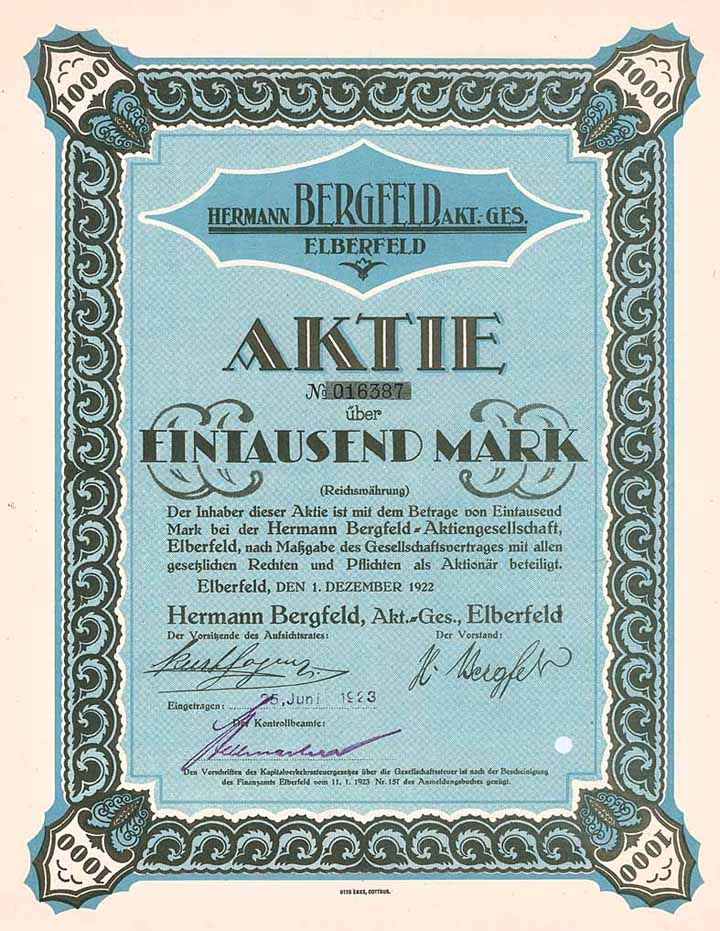 1000
1000
HERMANN BERGFELD, AKT.-GES.
ELBERFELD
AKTIE
No 016387
über
EINTAUSEND MARK
(Reichswährung)
Der Inhaber dieser Aktie ist mit dem Betrage von Eintausend
Mark bei der Hermann Bergfeld-Aktiengesellschaft,
Elberfeld, nach Maßgabe des Gesellschaftsvertrages mit allen
gesetzlichen Rechten und Pflichten als Aktionär beteiligt.
Elberfeld, DEN 1. DEZEMBER 1922
Hermann Bergfeld, Akt.-Ges., Elberfeld
Der Vorsitzende des Aufsichtsrates:
Der Vorstand:
H. Bergfeld
Eingetragen: 25, Juni 1923
Der Kontrollbeamte:
Den Vorschriften des Kapitalverkehrssteuergesetzes über die Gesellschaftssteuer ist nach der Bescheinigung
des Finanzamts Elberfeld vom 11. 1. 1923 Nr. 157 des Anmeldungsbuches genügt.
1000
1000